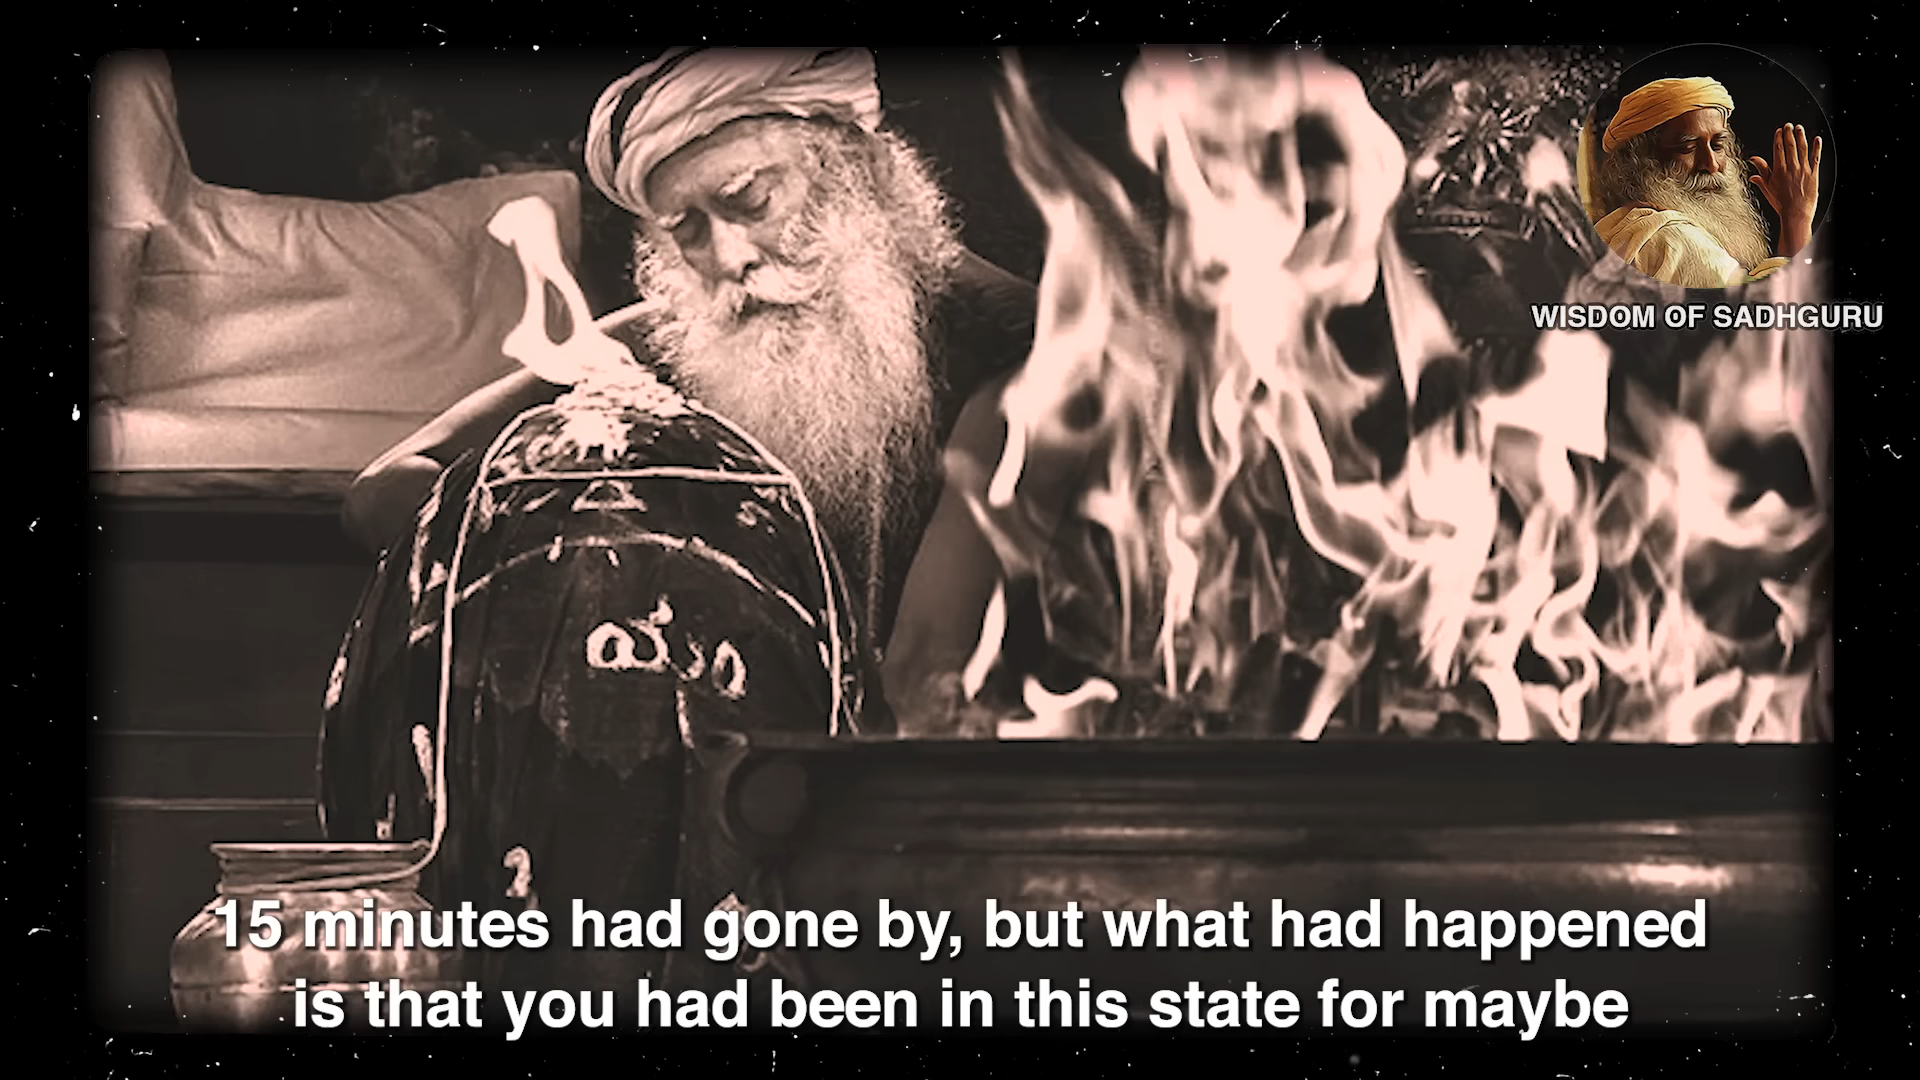 WISDOM OF SADHGURU
15 minutes had gone by, but what had happened
is that you had been in this state for maybe